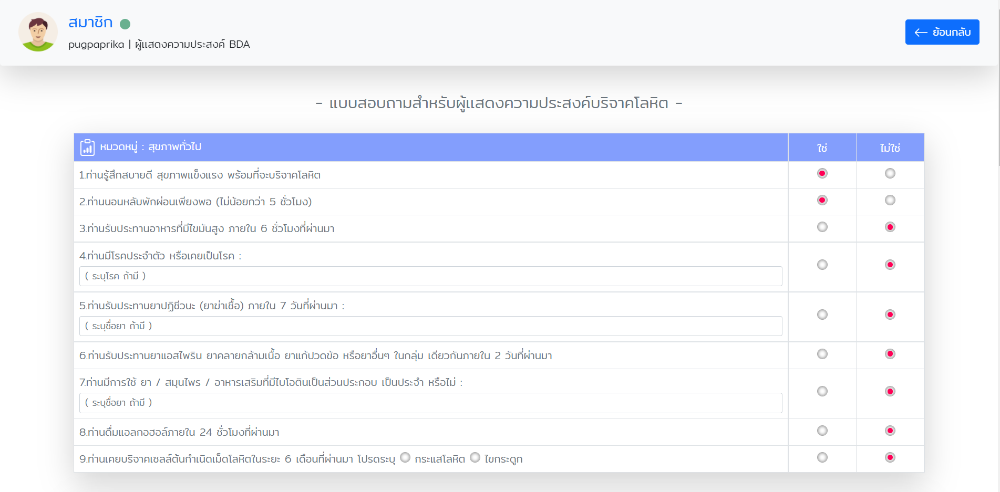 สมาชิก
pugpaprika | ผู้แสดงความประสงค์ BDA
ย้อนกลับ
- แบบสอบถามสำหรับผู้แสดงความประสงค์บริจาคโลหิต -
หมวดหมู่ : สุขภาพทั่วไป ใช่ ไม่ใช่
1.ท่านรู้สึกสบายดี สุขภาพแข็งแรง พร้อมที่จะบริจาคโลหิต
2.ท่านนอนหลับพักผ่อนเพียงพอ (ไม่น้อยกว่า 5 ชั่วโมง)
3.ท่านรับประทานอาหารที่มีไขมันสูง ภายใน 6 ชั่วโมงที่ผ่านมา
4.ท่านมีโรคประจำตัว หรือเคยเป็นโรค :
( ระบุโรค ถ้ามี )
5.ท่านรับประทานยาปฏิชีวนะ (ยาฆ่าเชื้อ) ภายใน 7 วันที่ผ่านมา :
( ระบุชื่อยา ถ้ามี )
6.ท่านรับประทานยาแอสไพริน ยาคลายกล้ามเนื้อ ยาแก้ปวดข้อ หรือยาอื่นๆ ในกลุ่ม เดียวกันภายใน 2 วันที่ผ่านมา
7.ท่านมีการใช้ ยา / สมุนไพร / อาหารเสริมที่มีไบโอตินเป็นส่วนประกอบ เป็นประจำ หรือไม่ :
( ระบุชื่อยา ถ้ามี )
8.ท่านดื่มแอลกอฮอล์ภายใน 24 ชั่วโมงที่ผ่านมา
9.ท่านเคยบริจาคเซลล์ต้นกำเนิดเม็ดโลหิตในระยะ 6 เดือนที่ผ่านมา โปรดระบุ กระแสโลหิต ไขกระดูก